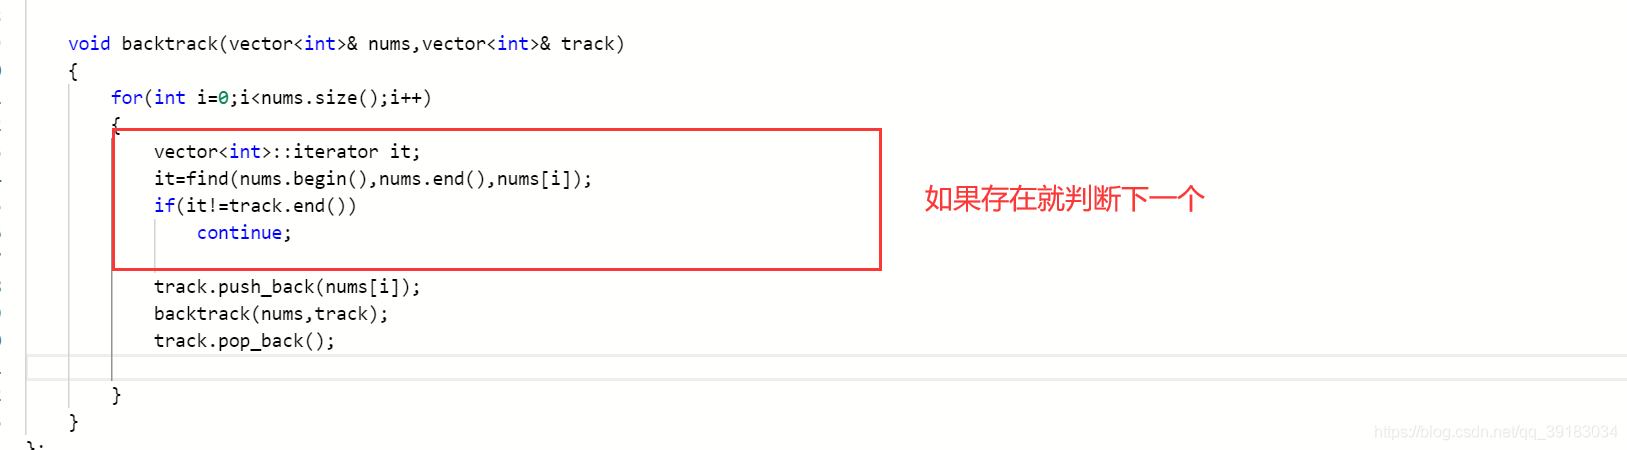 void backtrack(vector<int>& nums,vector<int>& track)
{
for(int i=0;i<nums.size();i++)
{
vector<int>::iterator it;
it=find(nums.begin(),nums.end(),nums[i]);
if(it!=track.end())
continue;
如果存在就判断下一个
track.push_back(nums[i]);
backtrack(nums,track);
track.pop_back();
}
}
https://blog.csdn.net/qq_39183034